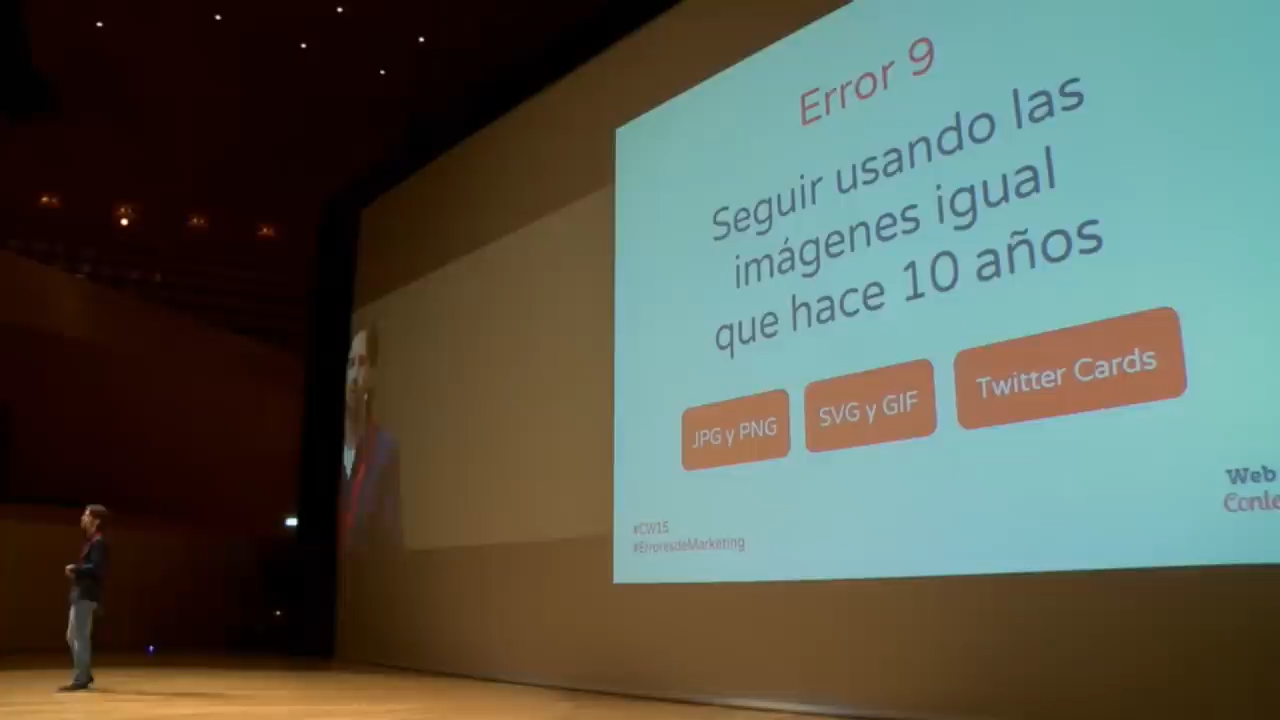 Error 9
Seguir usando las
imágenes igual
que hace 10 años
JPG y PNG
SVG y GIF
Twitter Cards
#CW15
#ErroresdeMarketing
Web